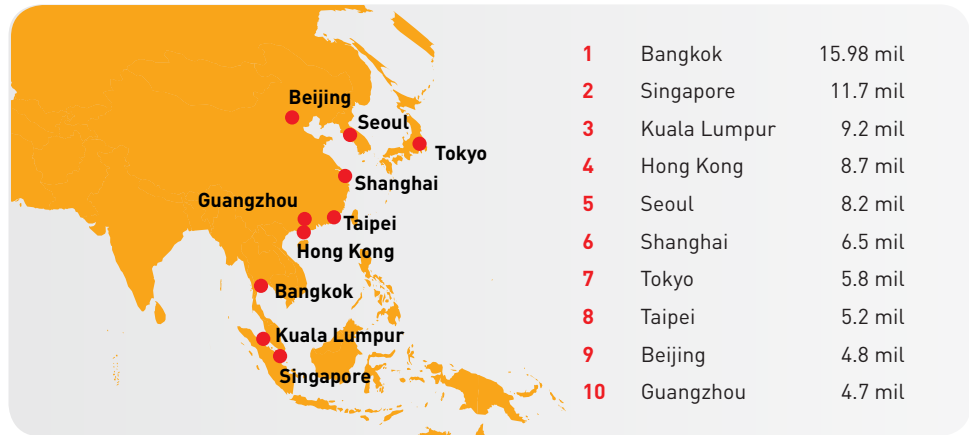 Beijing
Seoul
Tokyo
Shanghai
Guangzhou
Taipei
Hong Kong
Bangkok
Kuala Lumpur
Singapore
1 Bangkok 15.98 mil
2 Singapore 11.7 mil
3 Kuala Lumpur 9.2 mil
4 Hong Kong 8.7 mil
5 Seoul 8.2 mil
6 Shanghai 6.5 mil
7 Tokyo 5.8 mil
8 Taipei 5.2 mil
9 Beijing 4.8 mil
10 Guangzhou 4.7 mil